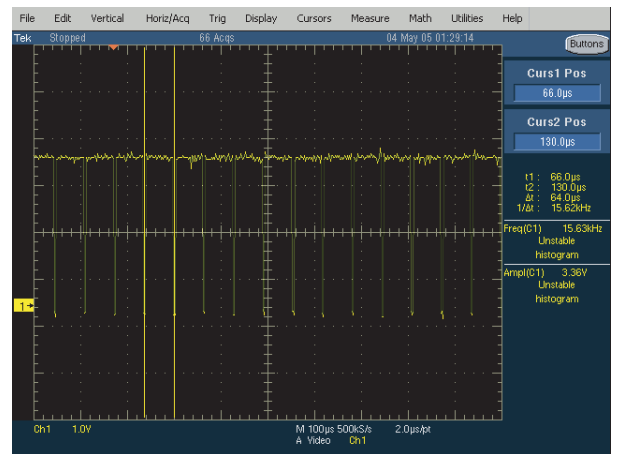 File Edit Vertical Horiz/Acq Trig Display Cursors Measure Math Utilities Help
Tek Stopped 66 Acqs 04 May 05 01:29:14
Buttons
Curs1 Pos
66.0µs
Curs2 Pos
130.0µs
t1 : 66.0µs
t2 : 130.0µs
Δt : 64.0µs
1/Δt : 15.62kHz
Freq(C1) 15.63kHz
Unstable
histogram
Ampl(C1) 3.36V
Unstable
histogram
1
Ch1 1.0V M 100µs 500kS/s 2.0µs/pt
A Video Ch1